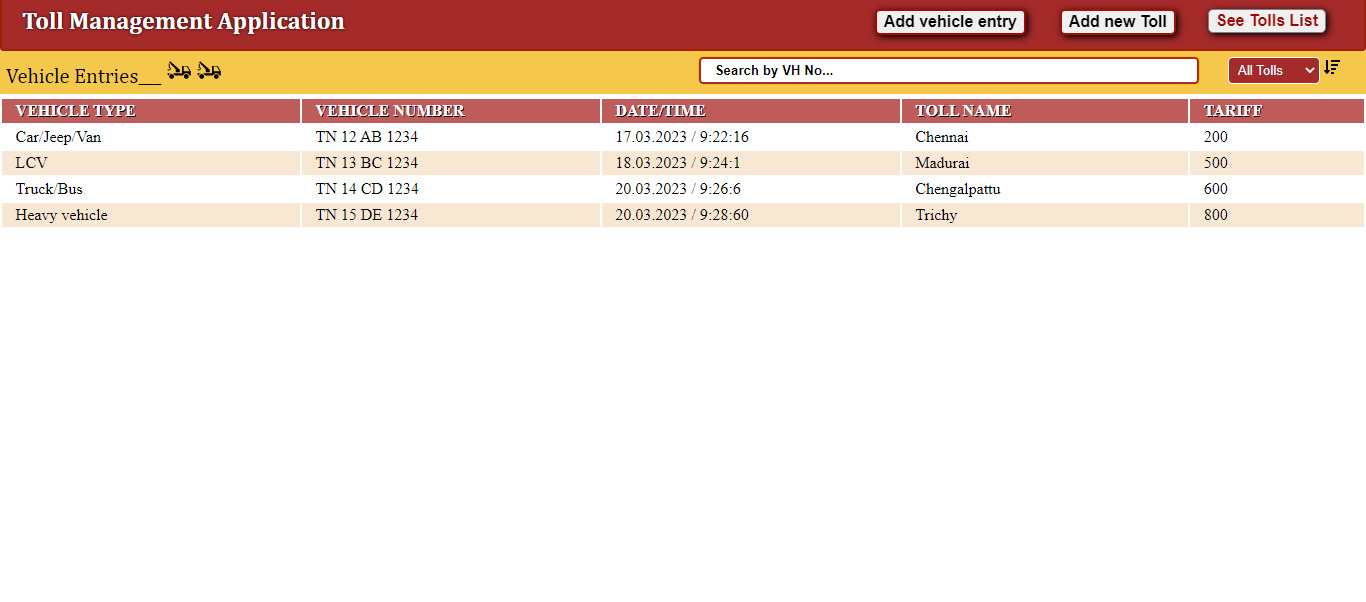 Toll Management Application Add vehicle entry Add new Toll See Tolls List
Vehicle Entries__ Search by VH No... All Tolls
VEHICLE TYPE VEHICLE NUMBER DATE/TIME TOLL NAME TARIFF
Car/Jeep/Van TN 12 AB 1234 17.03.2023 / 9:22:16 Chennai 200
LCV TN 13 BC 1234 18.03.2023 / 9:24:1 Madurai 500
Truck/Bus TN 14 CD 1234 20.03.2023 / 9:26:6 Chengalpattu 600
Heavy vehicle TN 15 DE 1234 20.03.2023 / 9:28:60 Trichy 800